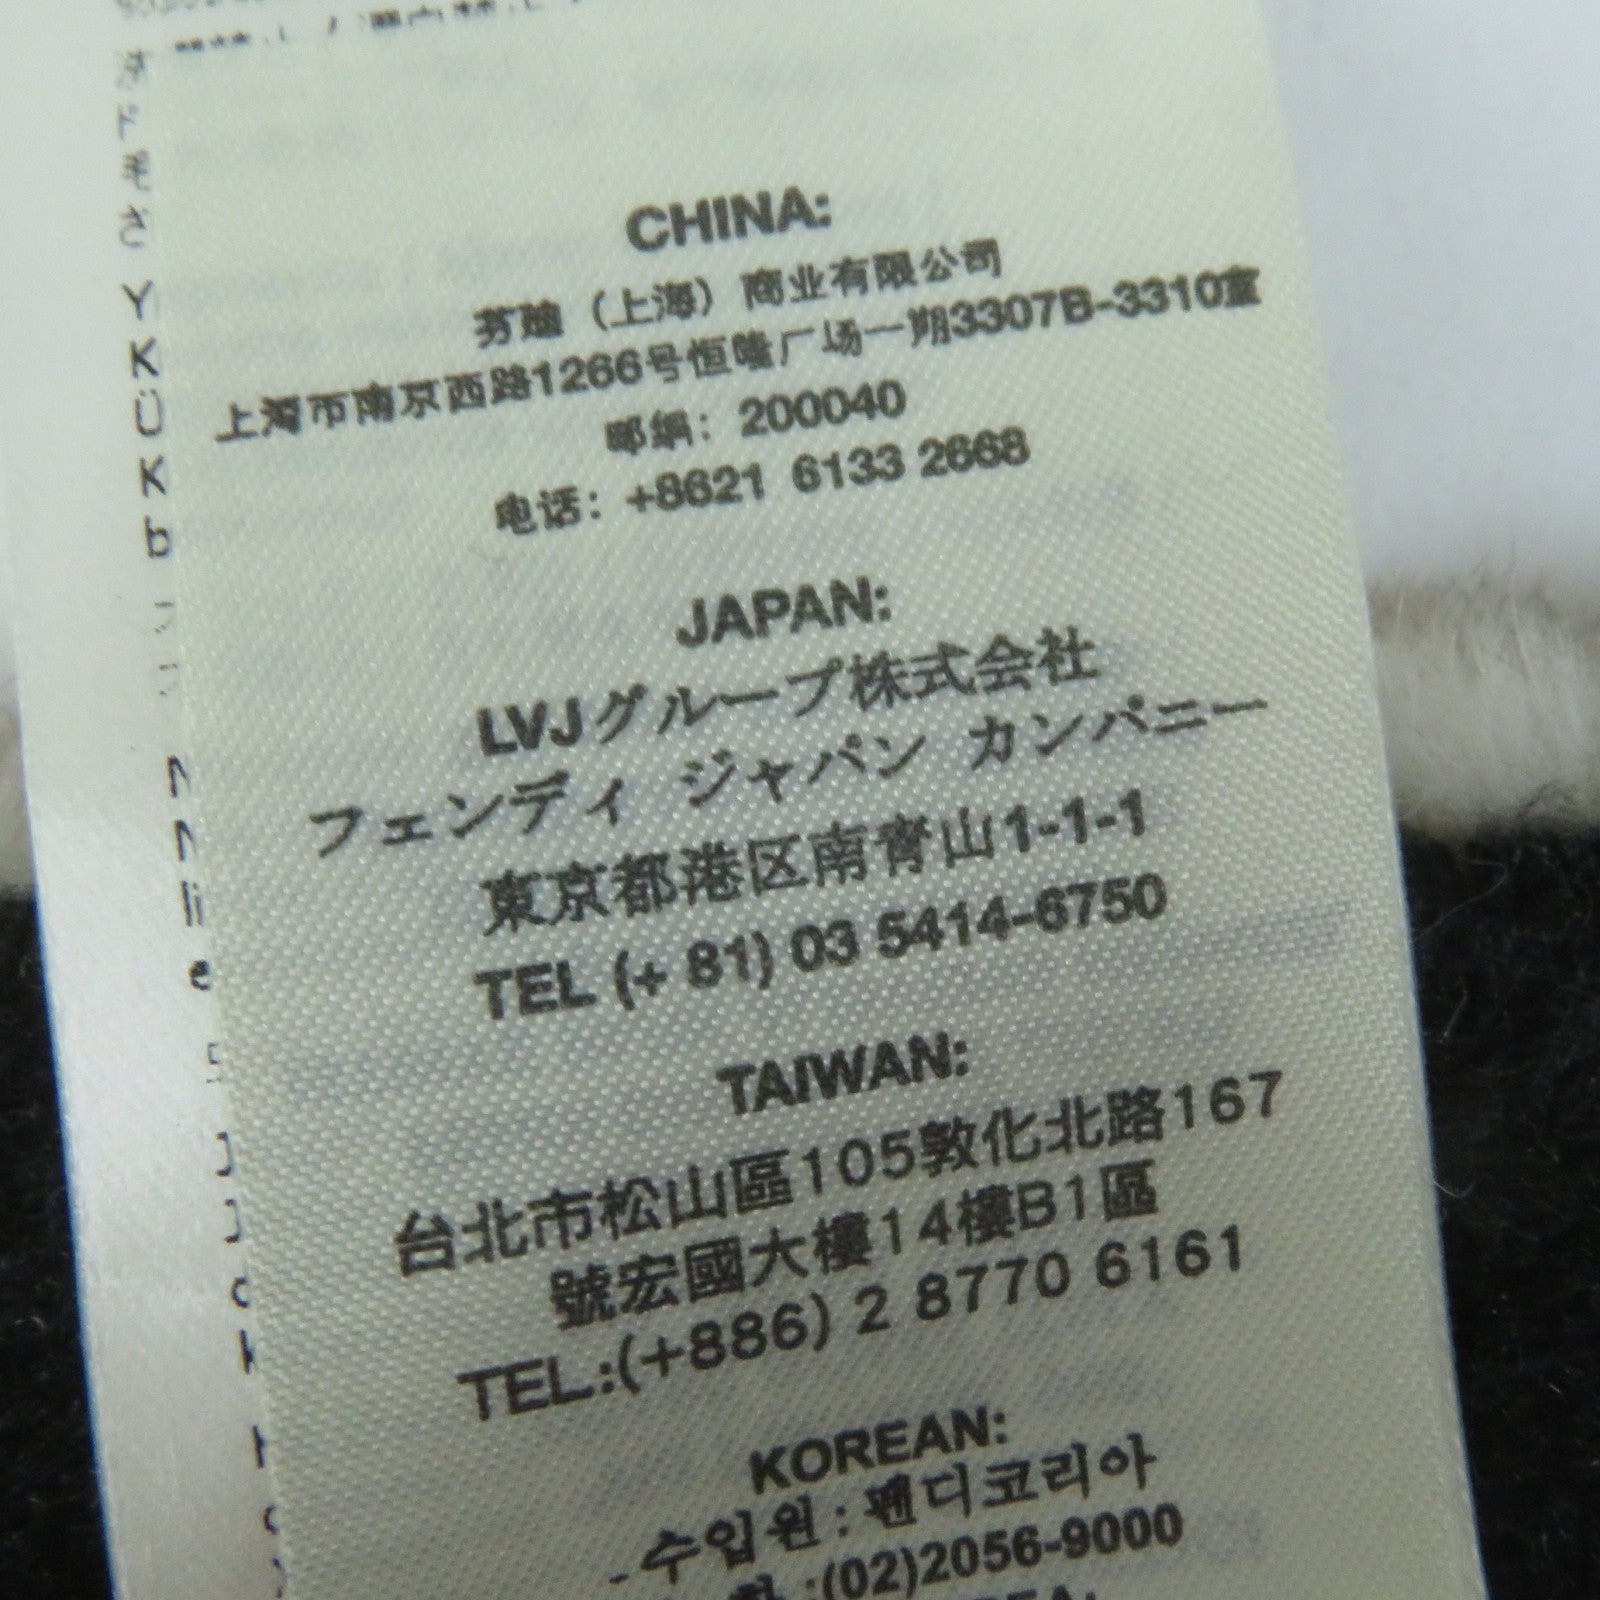 CHINA:
芬迪（上海）商业有限公司
上海市南京西路1266号恒隆广场一期3307B-3310室
邮编：200040
电话：+8621 6133 2668
JAPAN:
LVJグループ株式会社
フェンディ ジャパン カンパニー
東京都港区南青山1-1-1
TEL (+ 81) 03 5414-6750
TAIWAN:
台北市松山區105敦化北路167
號宏國大樓14樓B1區
TEL.:(+886) 2 8770 6161
KOREAN:
수입원:펜디코리아
:(02)2056-9000